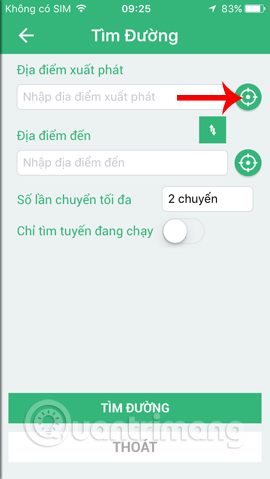 Không có SIM 09:25 83%
Tìm Đường
Địa điểm xuất phát
Nhập địa điểm xuất phát
Địa điểm đến
Nhập địa điểm đến
Số lần chuyển tối đa
2 chuyển
Chỉ tìm tuyến đang chạy
TÌM ĐƯỜNG
Quantrimang
THOÁT